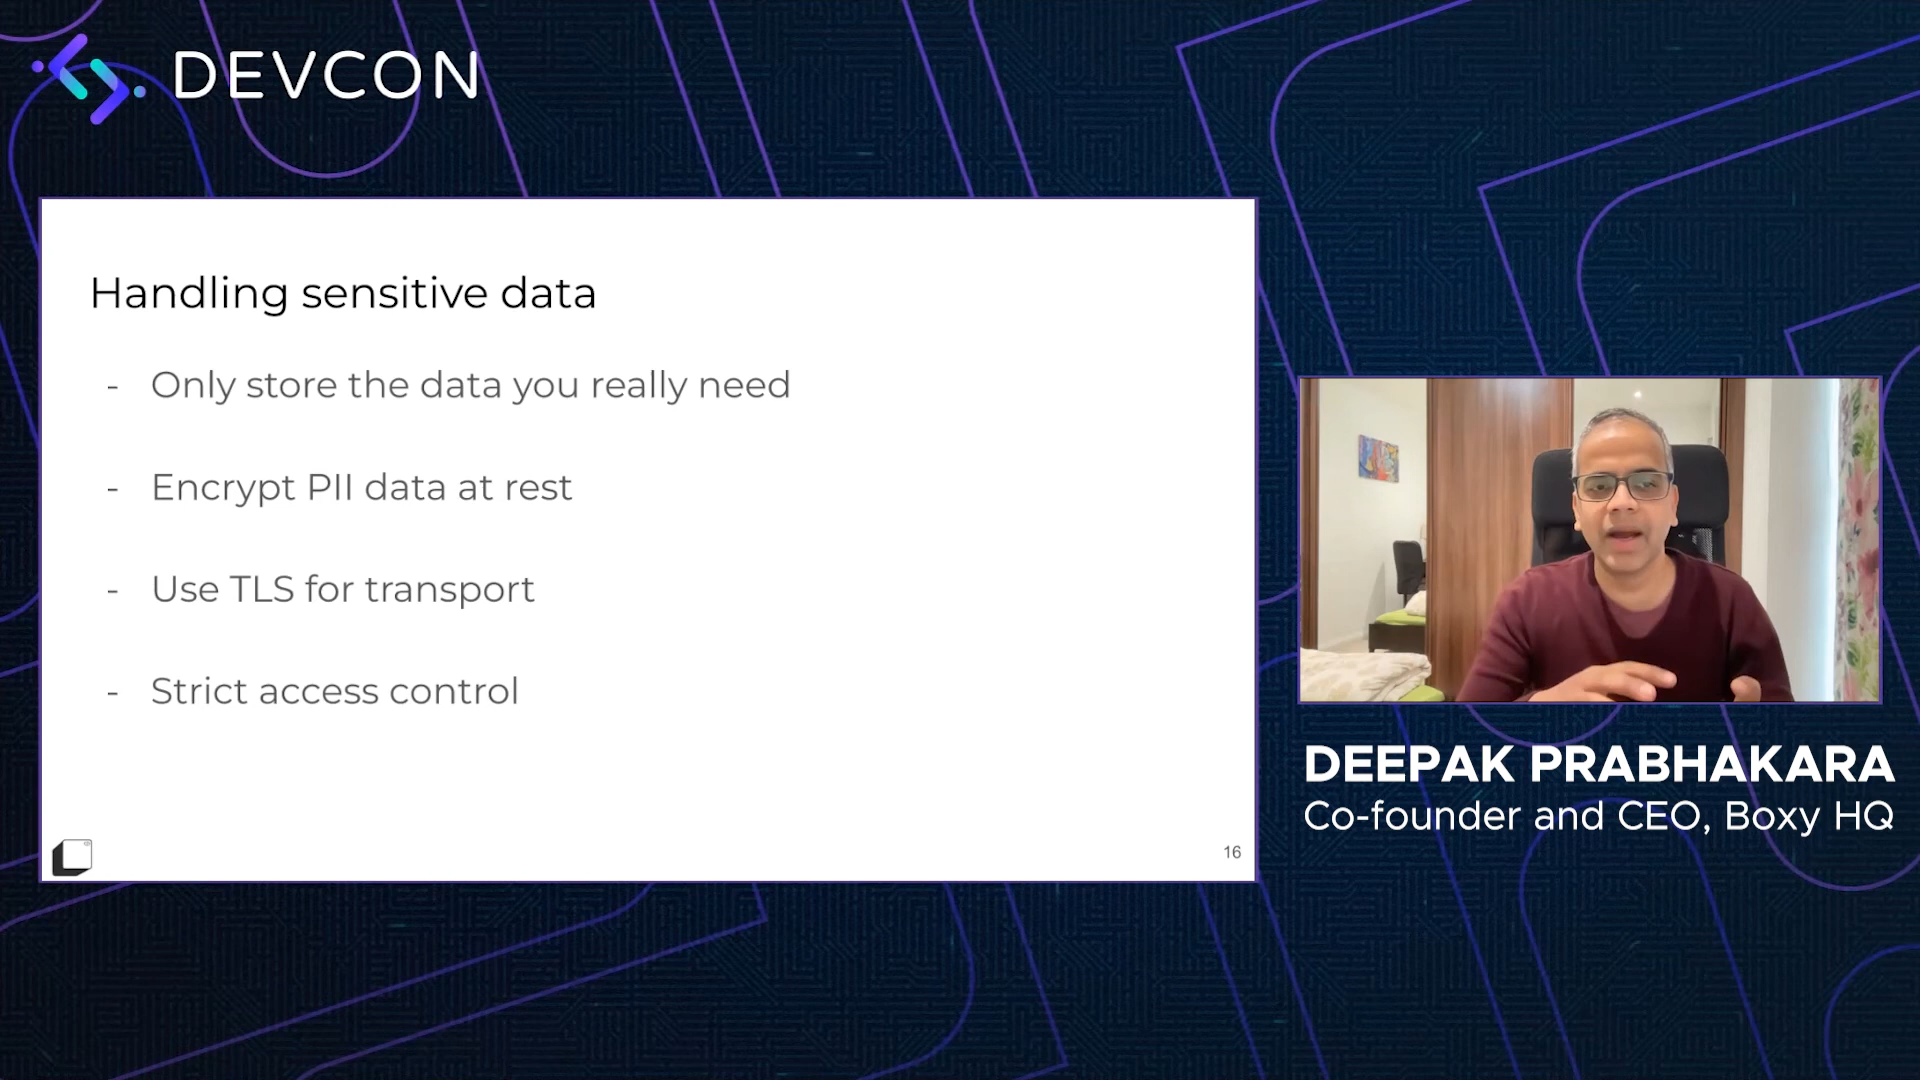 DEVCON
Handling sensitive data
- Only store the data you really need
- Encrypt PII data at rest
- Use TLS for transport
- Strict access control
16
DEEPAK PRABHAKARA
Co-founder and CEO, Boxy HQ